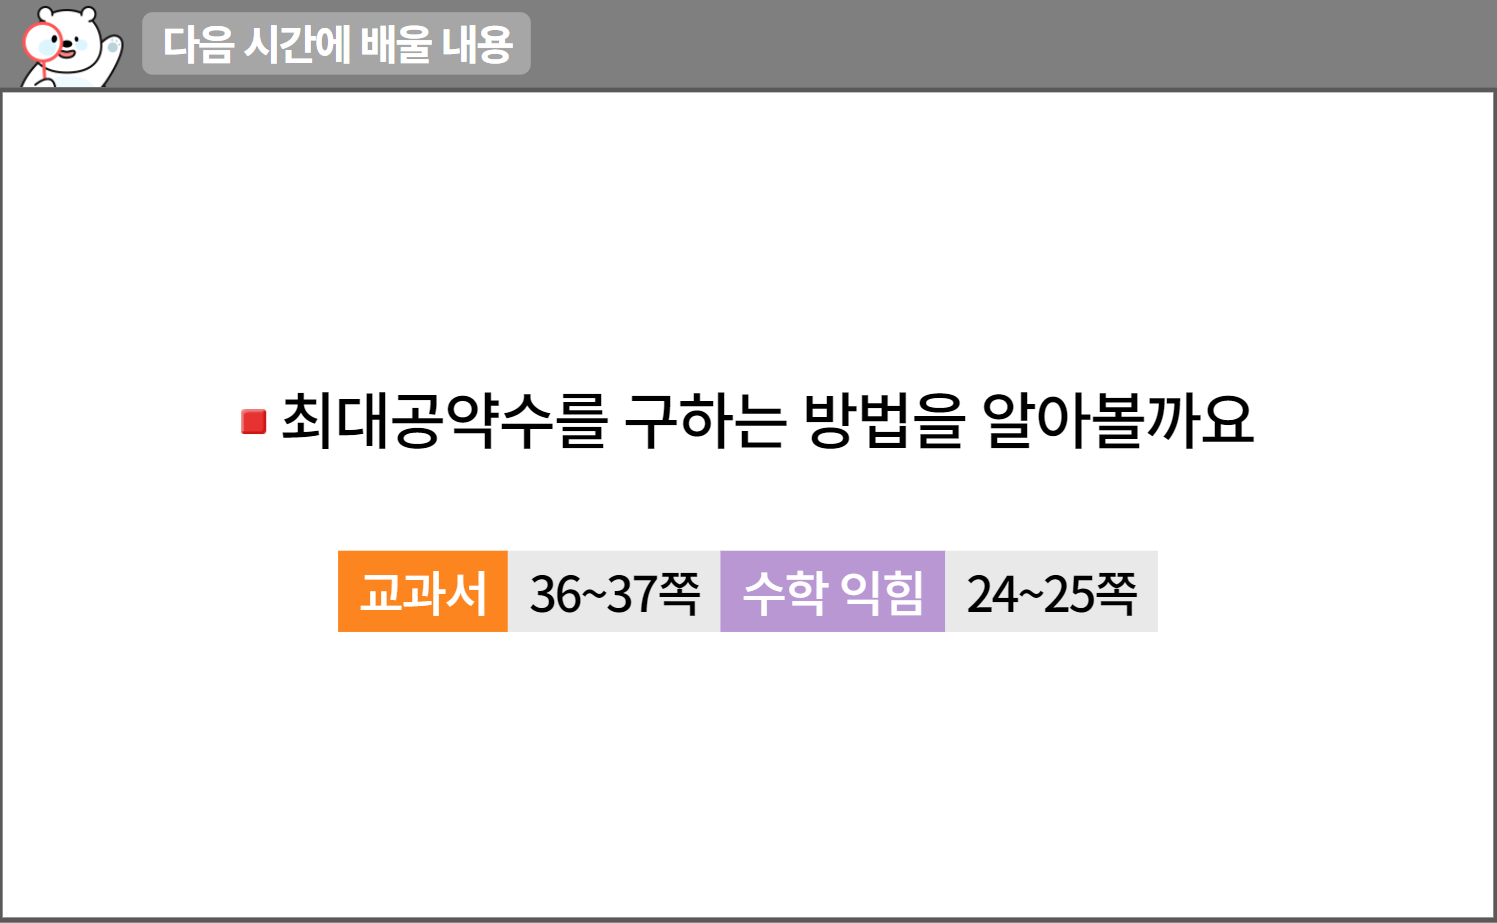 다음 시간에 배울 내용
최대공약수를 구하는 방법을 알아볼까요
교과서 36~37쪽 수학 익힘 24~25쪽